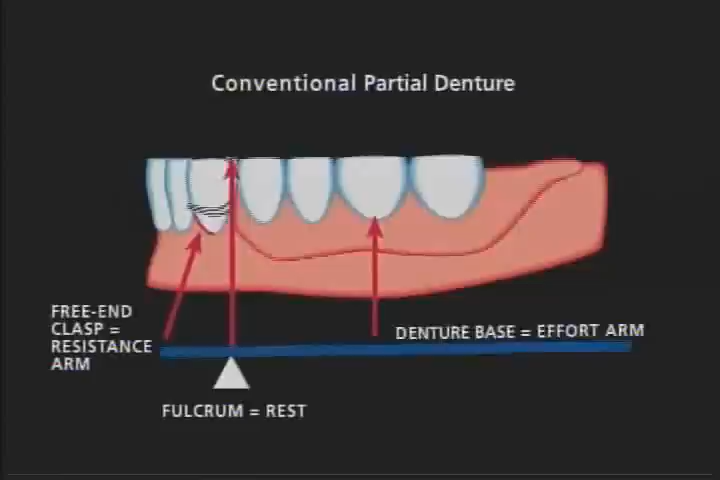 Conventional Partial Denture
FREE-END
CLASP =
RESISTANCE
ARM
DENTURE BASE = EFFORT ARM
FULCRUM = REST